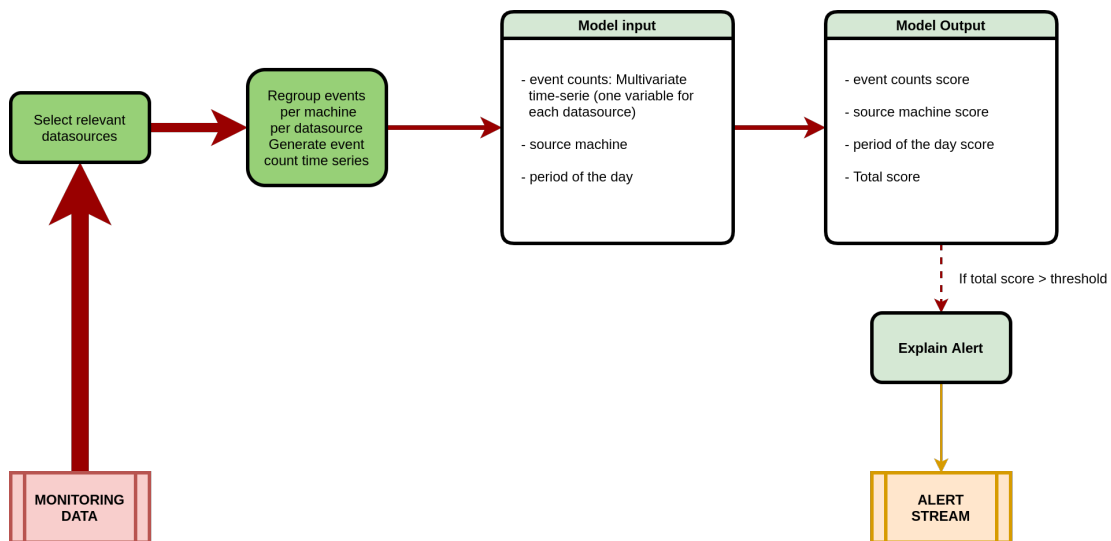 Select relevant
datasources
Regroup events
per machine
per datasource
Generate event
count time series
Model input
- event counts: Multivariate
time-serie (one variable for
each datasource)
- source machine
- period of the day
Model Output
- event counts score
- source machine score
- period of the day score
- Total score
If total score > threshold
Explain Alert
MONITORING
DATA
ALERT
STREAM